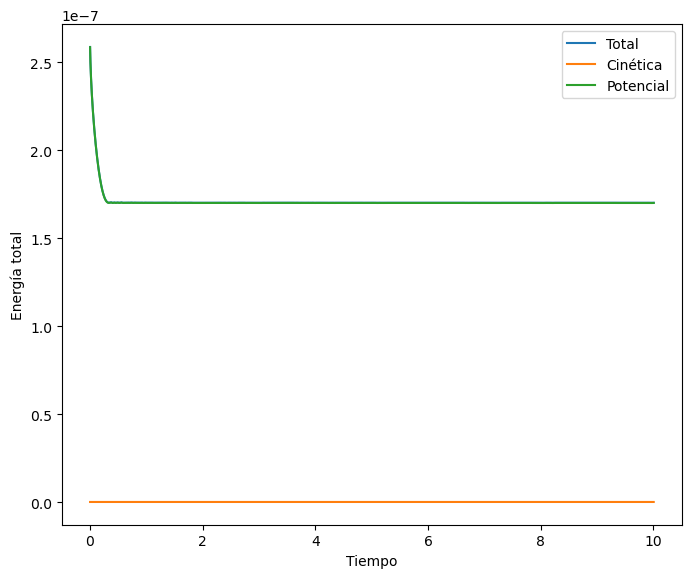 1e−7
Total
Cinética
Potencial
2.5
2.0
1.5
1.0
0.5
0.0
Energía total
0 2 4 6 8 10
Tiempo